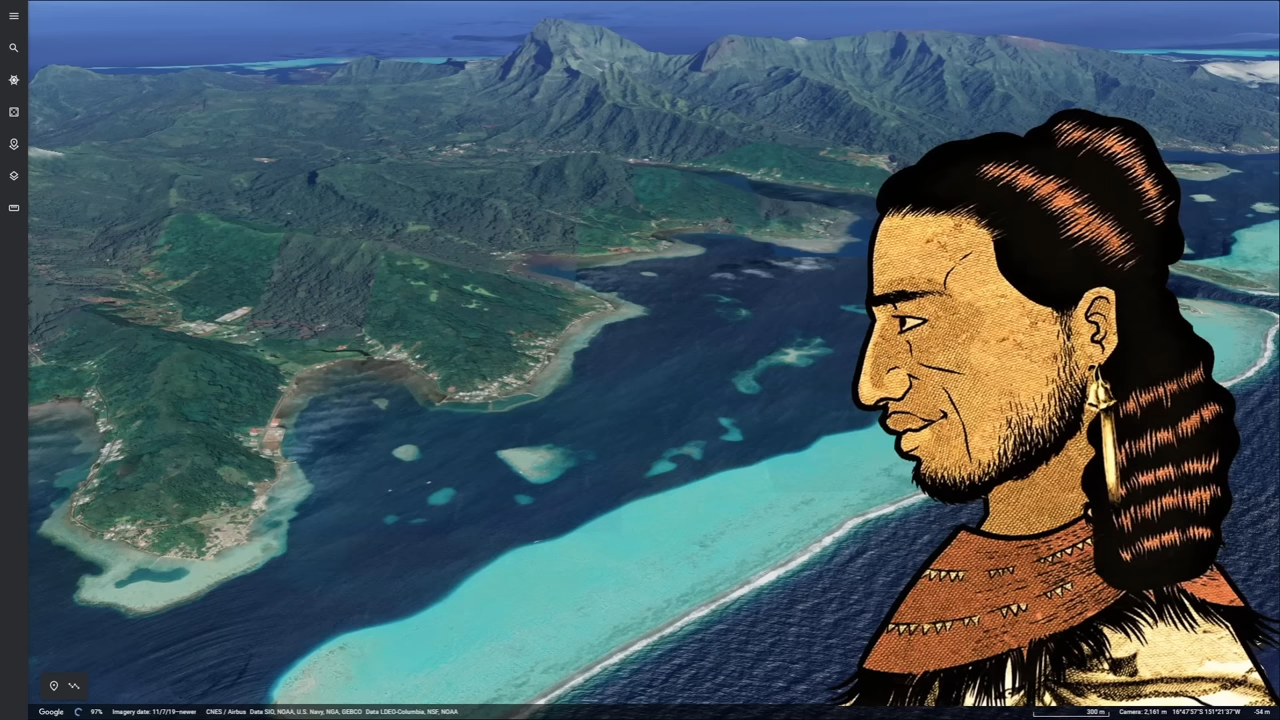 Google 97% Imagery date: 11/7/19-newer CNES / Airbus Data SIO, NOAA, U.S. Navy, NGA, GEBCO Data LDEO-Columbia, NSF, NOAA 300 m Camera: 2,161 m 16°47'57"S 151°21'37"W -54 m